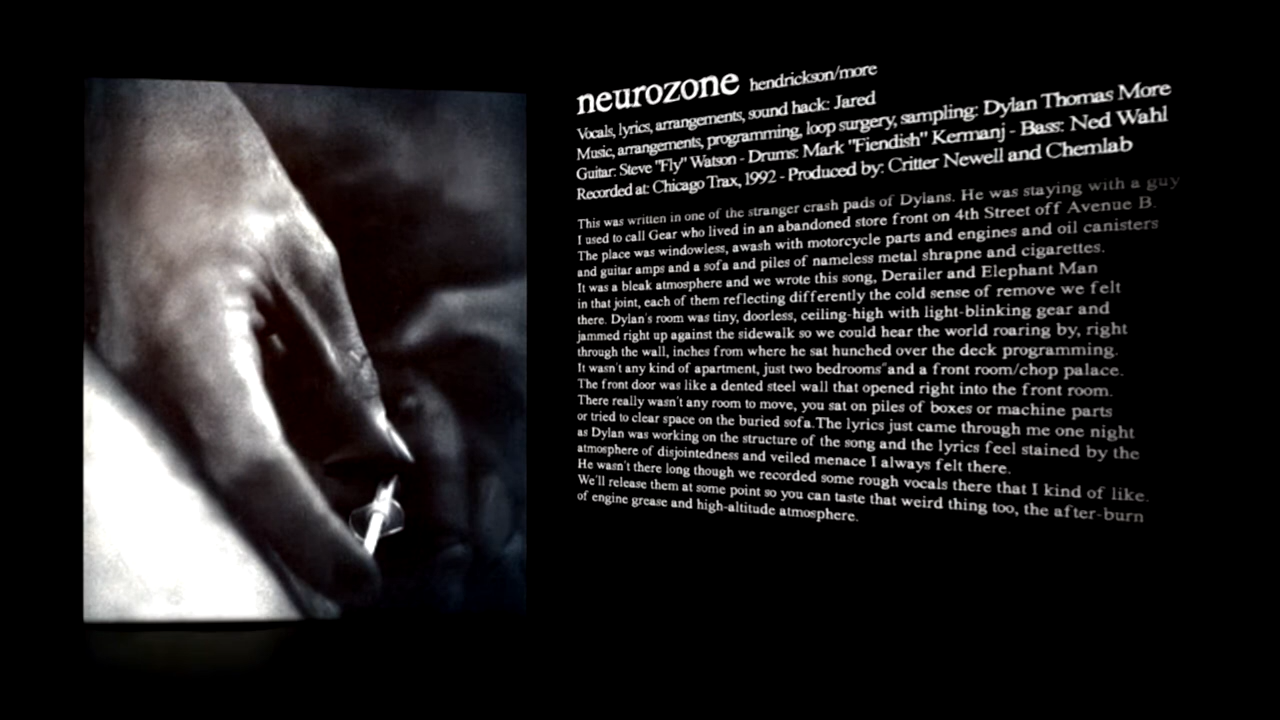 neurozone hendrickson/more
Vocals, lyrics, arrangements, sound hack: Jared
Music, arrangements, programming, loop surgery, sampling: Dylan Thomas More
Guitar: Steve "Fly" Watson - Drums: Mark "Fiendish" Kermanj - Bass: Ned Wahl
Recorded at: Chicago Trax, 1992 - Produced by: Critter Newell and Chemlab
This was written in one of the stranger crash pads of Dylans. He was staying with a guy
I used to call Gear who lived in an abandoned store front on 4th Street off Avenue B.
The place was windowless, awash with motorcycle parts and engines and oil canisters
and guitar amps and a sofa and piles of nameless metal shrapne and cigarettes.
It was a bleak atmosphere and we wrote this song, Derailer and Elephant Man
in that joint, each of them reflecting differently the cold sense of remove we felt
there. Dylan's room was tiny, doorless, ceiling-high with light-blinking gear and
jammed right up against the sidewalk so we could hear the world roaring by, right
through the wall, inches from where he sat hunched over the deck programming.
It wasn't any kind of apartment, just two bedrooms"and a front room/chop palace.
The front door was like a dented steel wall that opened right into the front room.
There really wasn't any room to move, you sat on piles of boxes or machine parts
or tried to clear space on the buried sofa.The lyrics just came through me one night
as Dylan was working on the structure of the song and the lyrics feel stained by the
atmosphere of disjointedness and veiled menace I always felt there.
He wasn't there long though we recorded some rough vocals there that I kind of like.
We'll release them at some point so you can taste that weird thing too, the after-burn
of engine grease and high-altitude atmosphere.